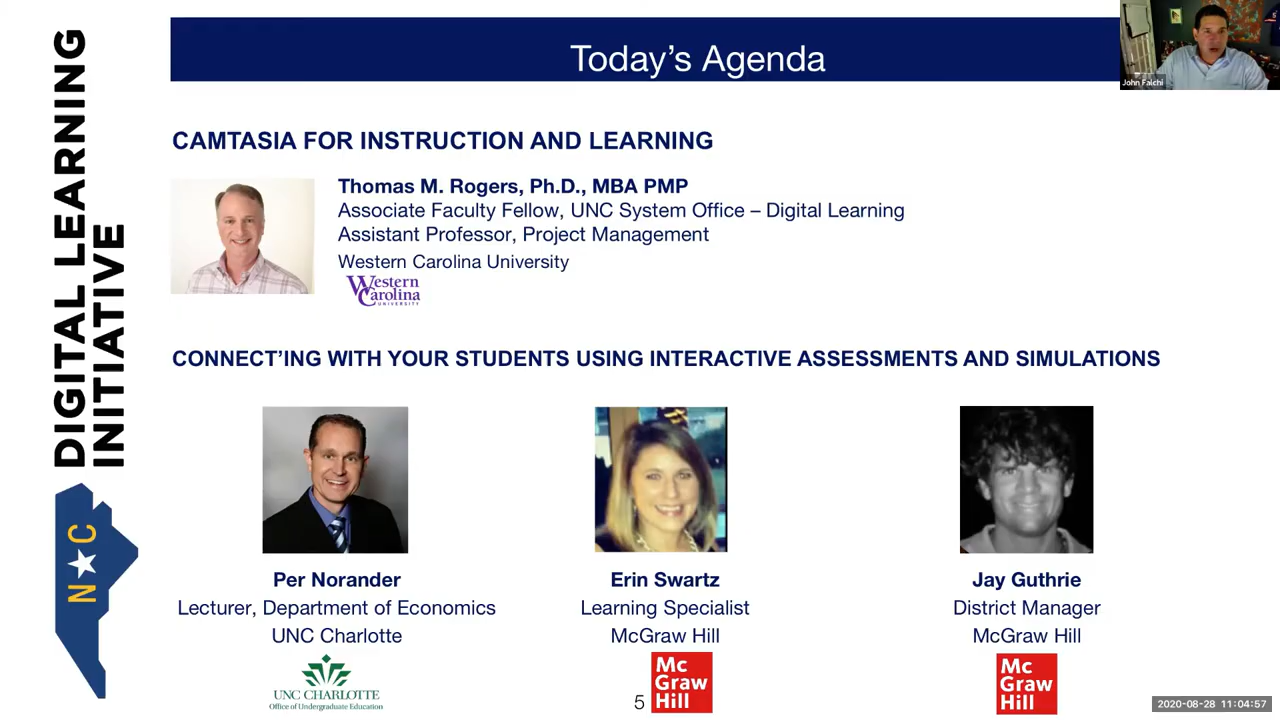 DIGITAL LEARNING
INITIATIVE
N C
Today's Agenda
John Falchi
CAMTASIA FOR INSTRUCTION AND LEARNING
Thomas M. Rogers, Ph.D., MBA PMP
Associate Faculty Fellow, UNC System Office – Digital Learning
Assistant Professor, Project Management
Western Carolina University
Western
Carolina
UNIVERSITY
CONNECT'ING WITH YOUR STUDENTS USING INTERACTIVE ASSESSMENTS AND SIMULATIONS
Per Norander
Lecturer, Department of Economics
UNC Charlotte
UNC CHARLOTTE
Office of Undergraduate Education
Erin Swartz
Learning Specialist
McGraw Hill
Mc
Graw
Hill
Jay Guthrie
District Manager
McGraw Hill
Mc
Graw
Hill
5
2020-08-28 11:04:57